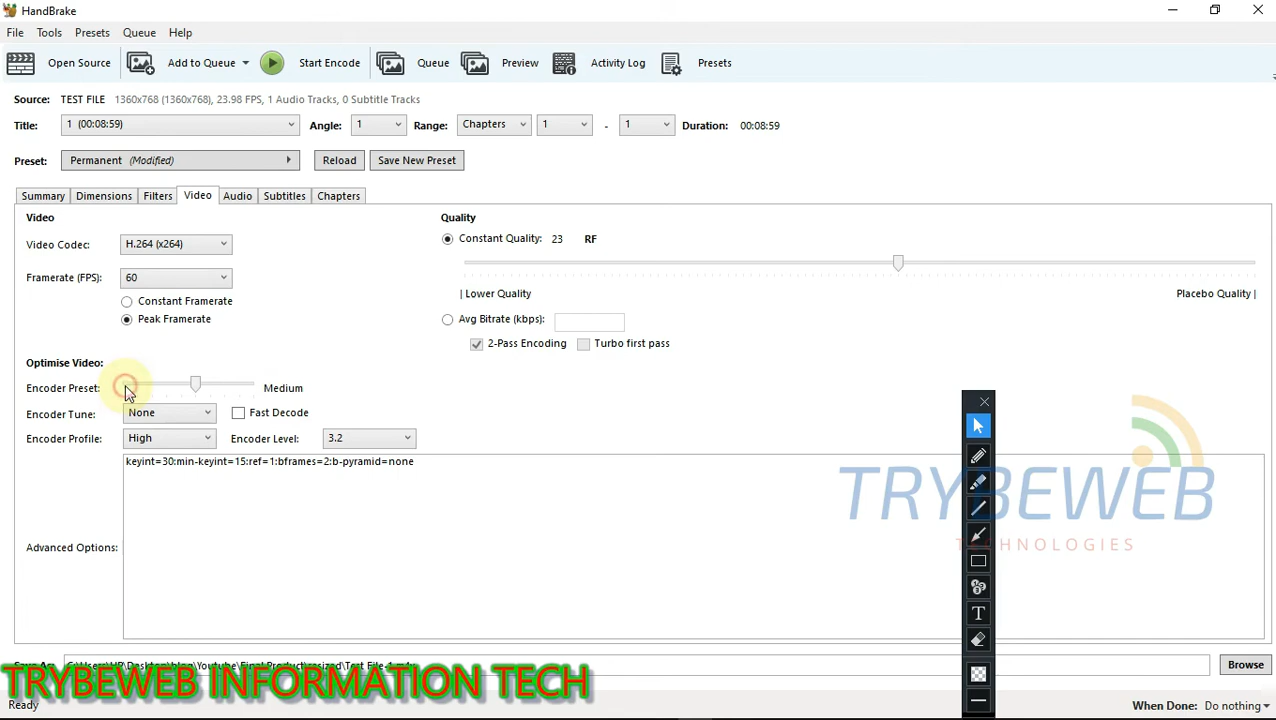 HandBrake
File Tools Presets Queue Help
Open Source Add to Queue Start Encode Queue Preview Activity Log Presets
Source: TEST FILE 1360x768 (1360x768), 23.98 FPS, 1 Audio Tracks, 0 Subtitle Tracks
Title: 1 (00:08:59) Angle: 1 Range: Chapters 1 - 1 Duration: 00:08:59
Preset: Permanent (Modified) Reload Save New Preset
Summary Dimensions Filters Video Audio Subtitles Chapters
Video
Video Codec: H.264 (x264)
Framerate (FPS): 60
Constant Framerate
Peak Framerate
Quality
Constant Quality: 23 RF
| Lower Quality Placebo Quality |
Avg Bitrate (kbps):
2-Pass Encoding Turbo first pass
Optimise Video:
Encoder Preset: Medium
Encoder Tune: None Fast Decode
Encoder Profile: High Encoder Level: 3.2
keyint=30:min-keyint=15:ref=1:bframes=2:b-pyramid=none
Advanced Options:
TRYBEWEB
TECHNOLOGIES
T
Browse
TRYBEWEB INFORMATION TECH
Ready When Done: Do nothing